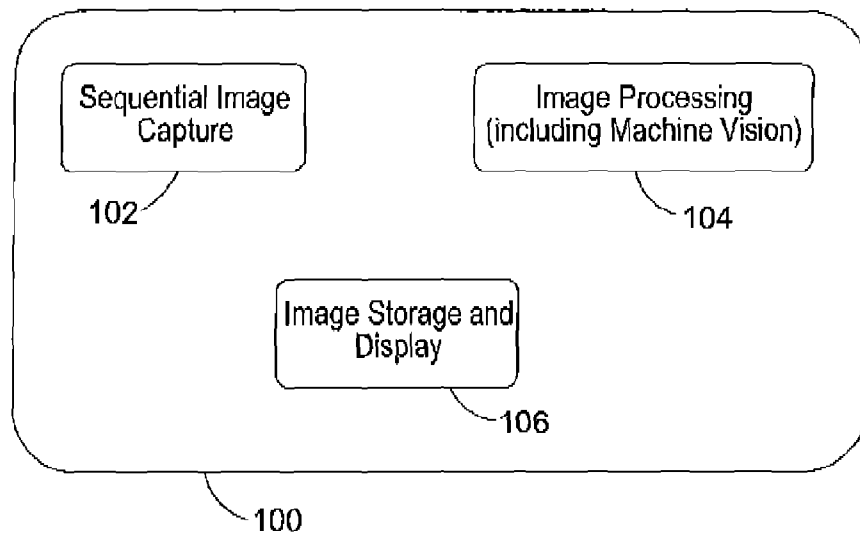 Sequential Image
Capture
Image Processing
(including Machine Vision)
102
104
Image Storage and
Display
106
100